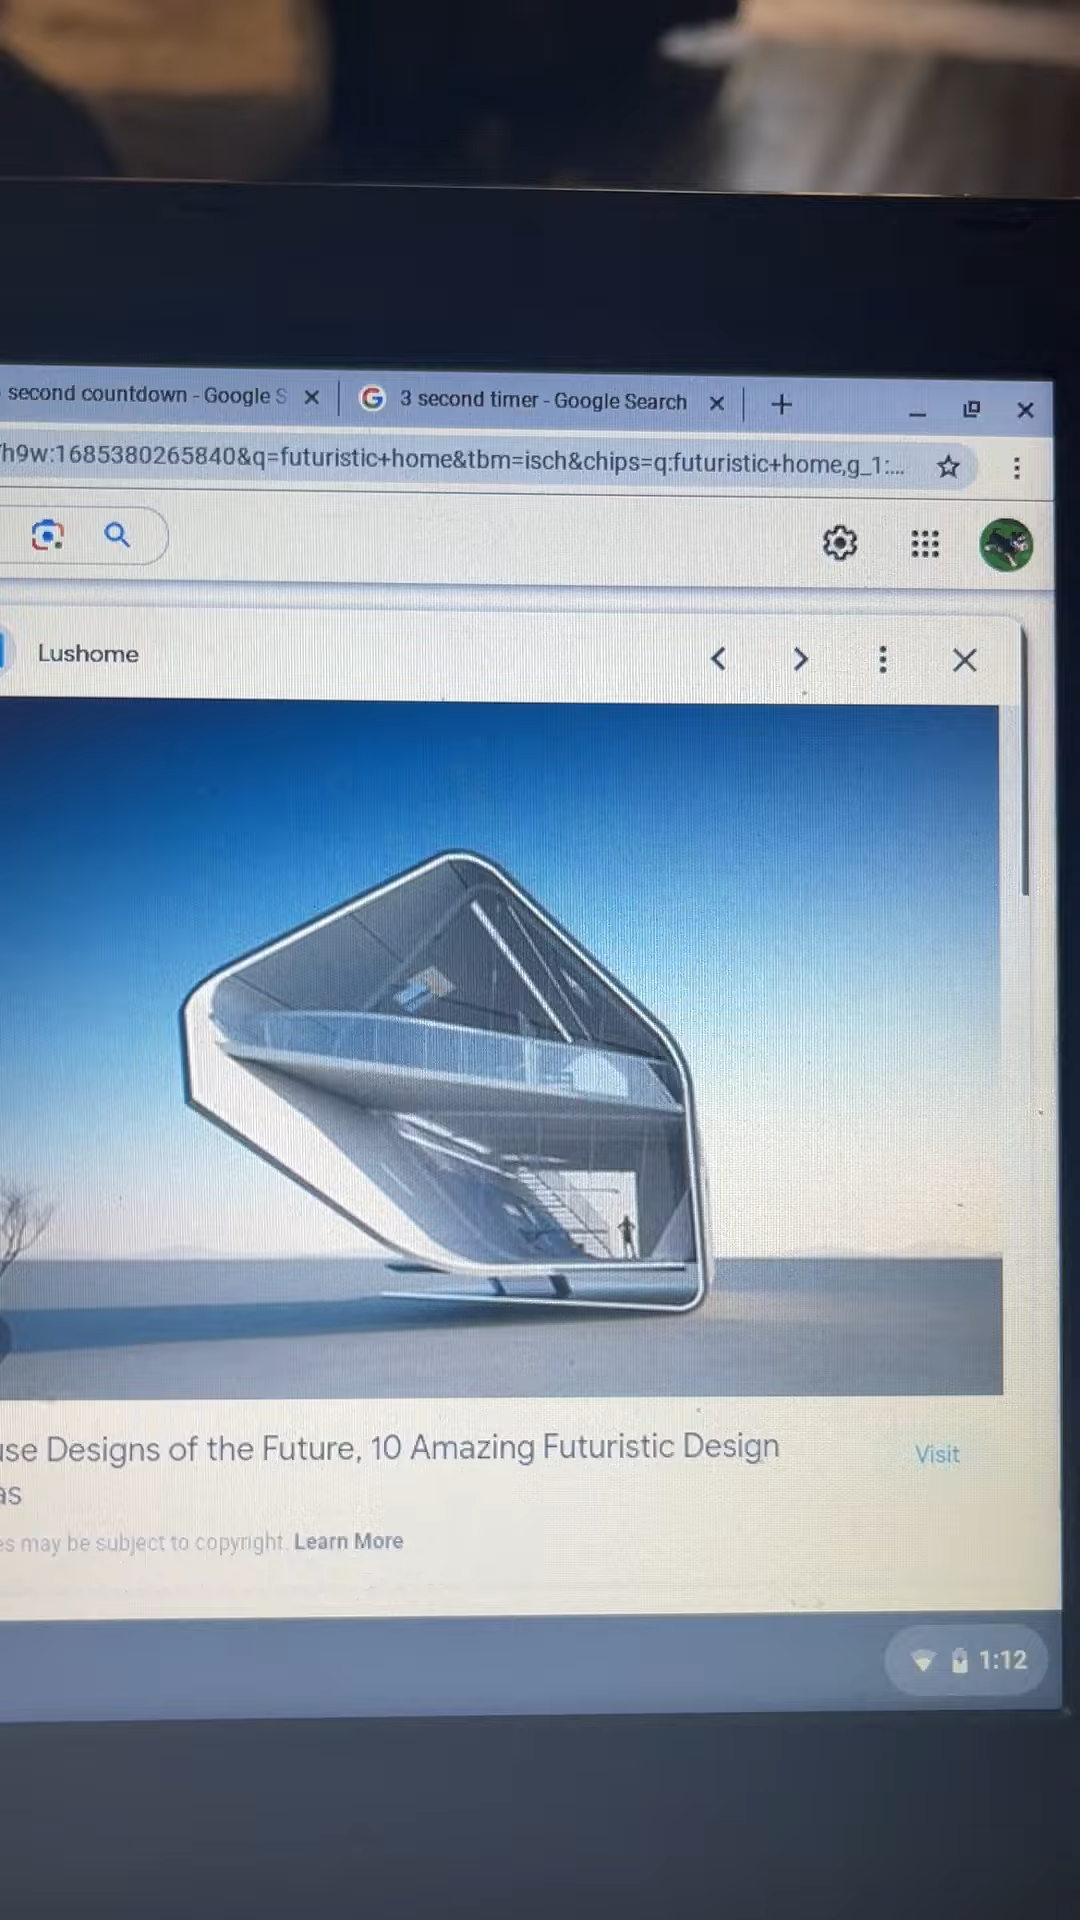 second countdown - Google S
3 second timer - Google Search
h9w:1685380265840&q=futuristic+home&tbm=isch&chips=q:futuristic+home,g_1:...
Lushome
use Designs of the Future, 10 Amazing Futuristic Design
as
es may be subject to copyright. Learn More
Visit
1:12